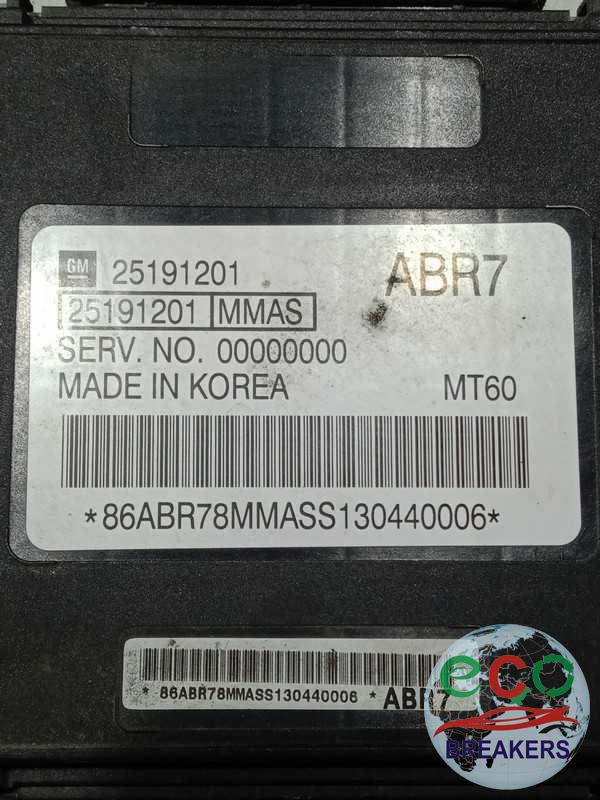 GM 25191201 ABR7
25191201 MMAS
SERV. NO. 00000000
MADE IN KOREA MT60
*86ABR78MMASS130440006*
* 86ABR78MMASS130440006 * ABR7
eco
BREAKERS